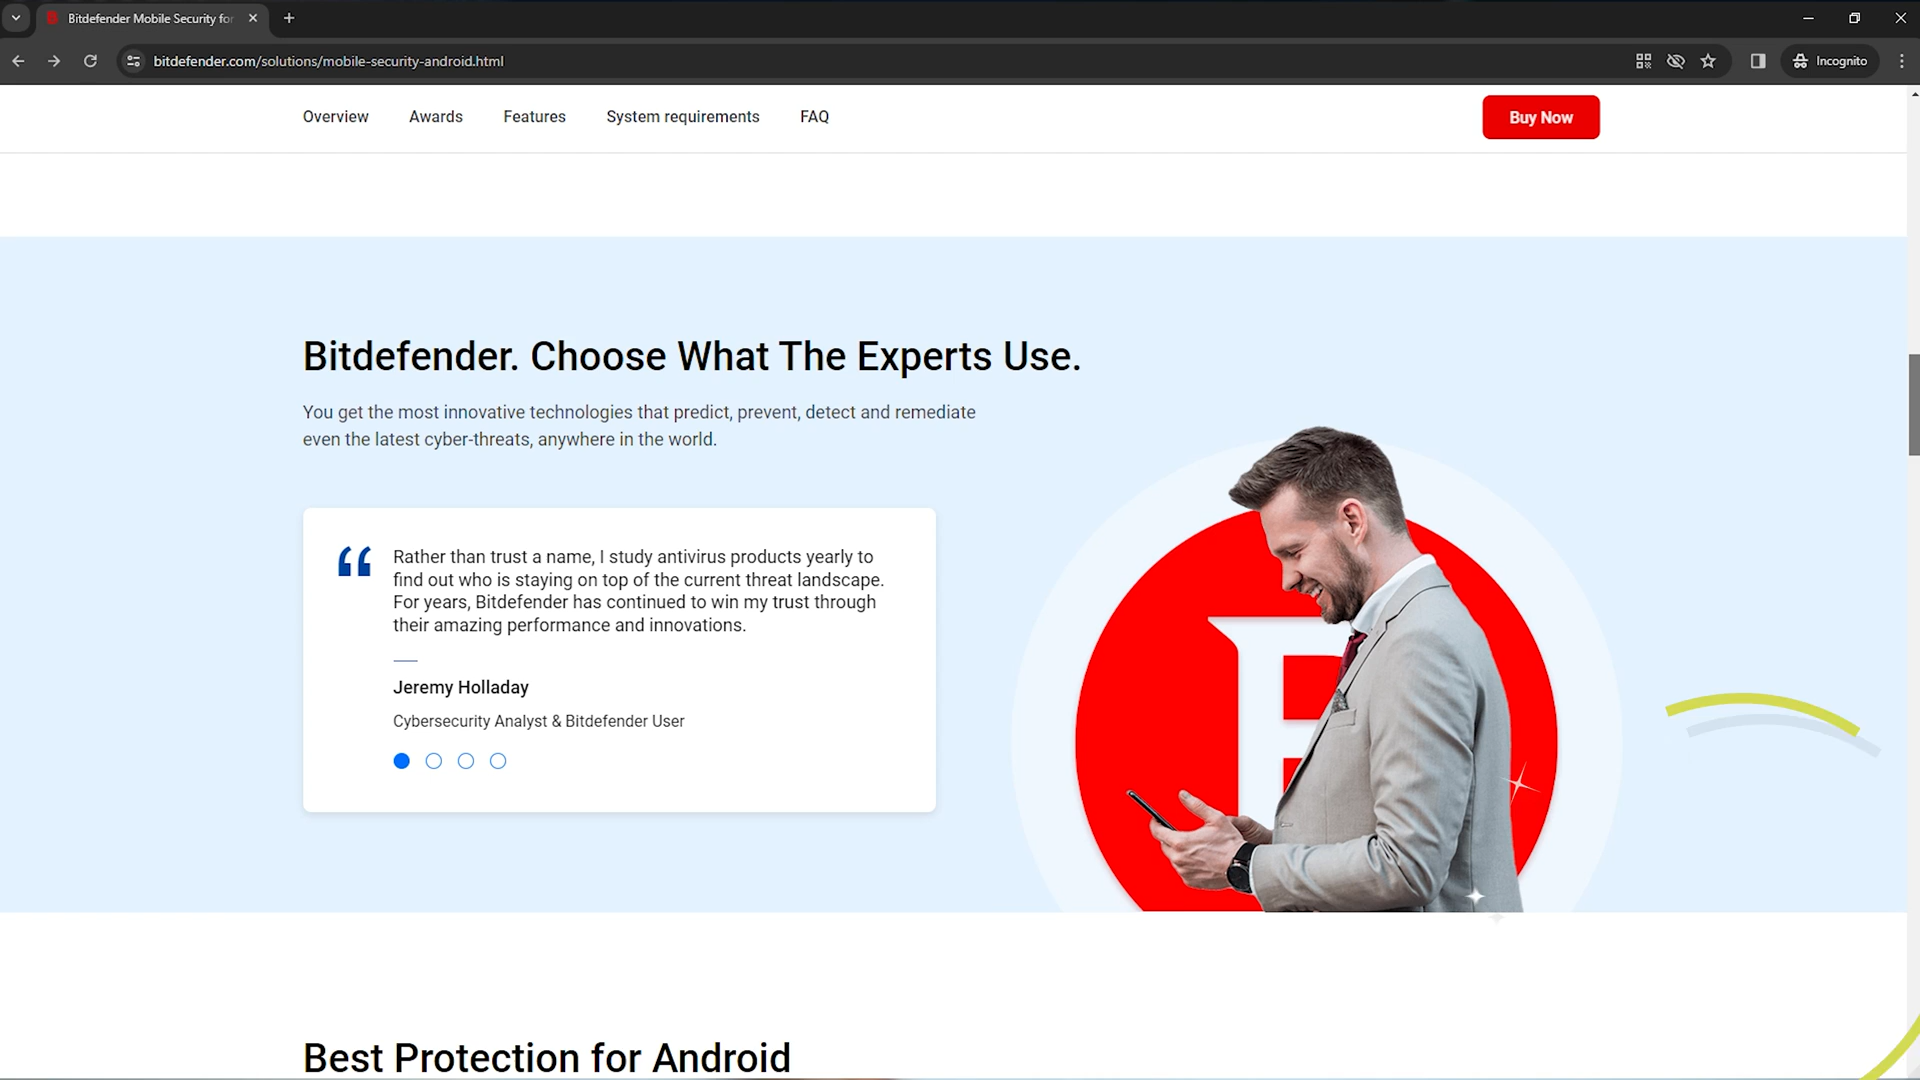 Bitdefender Mobile Security for
bitdefender.com/solutions/mobile-security-android.html
Incognito
Overview
Awards
Features
System requirements
FAQ
Buy Now
Bitdefender. Choose What The Experts Use.
You get the most innovative technologies that predict, prevent, detect and remediate
even the latest cyber-threats, anywhere in the world.
“
Rather than trust a name, I study antivirus products yearly to
find out who is staying on top of the current threat landscape.
For years, Bitdefender has continued to win my trust through
their amazing performance and innovations.
Jeremy Holladay
Cybersecurity Analyst & Bitdefender User
B
Best Protection for Android